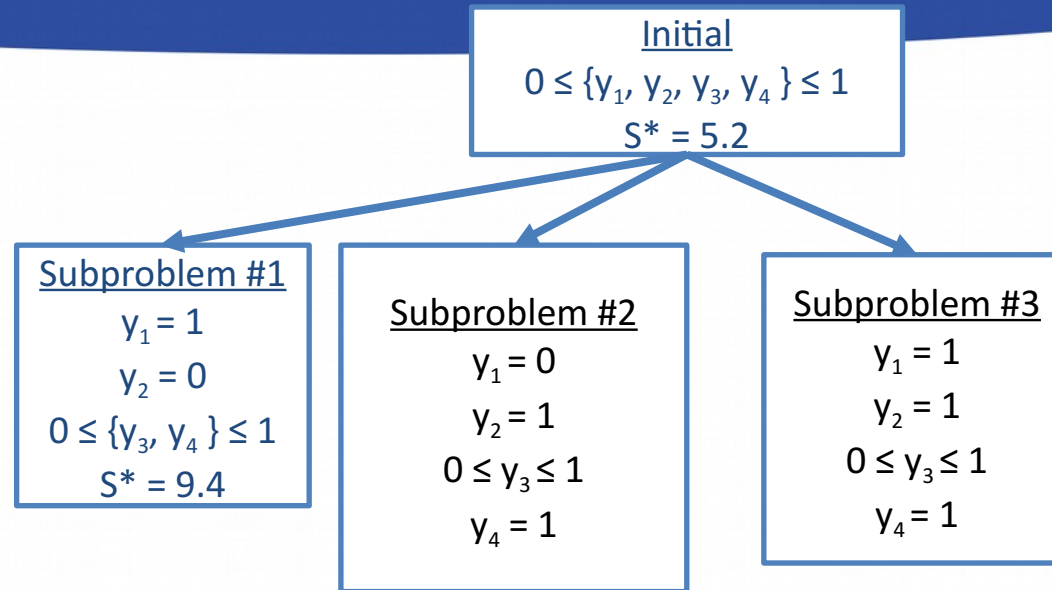 Initial
0 ≤ {y₁, y₂, y₃, y₄ } ≤ 1
S* = 5.2
Subproblem #1
y₁ = 1
y₂ = 0
0 ≤ {y₃, y₄ } ≤ 1
S* = 9.4
Subproblem #2
y₁ = 0
y₂ = 1
0 ≤ y₃ ≤ 1
y₄ = 1
Subproblem #3
y₁ = 1
y₂ = 1
0 ≤ y₃ ≤ 1
y₄ = 1